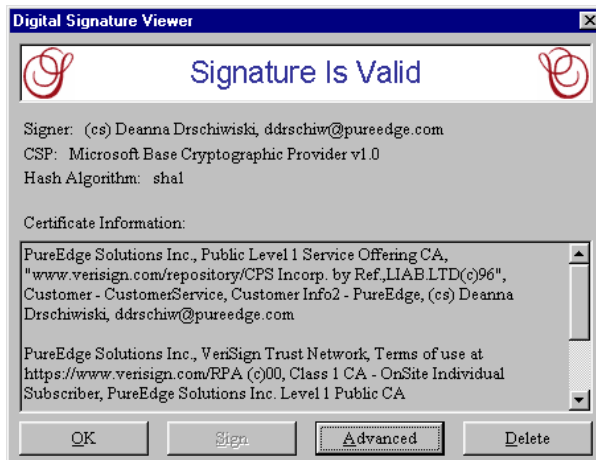 Digital Signature Viewer
Signature Is Valid
Signer: (cs) Deanna Drschiwiski, ddrschiw@pureedge.com
CSP: Microsoft Base Cryptographic Provider v1.0
Hash Algorithm: sha1
Certificate Information:
PureEdge Solutions Inc., Public Level 1 Service Offering CA,
"www.verisign.com/repository/CPS Incorp. by Ref.,LIAB.LTD(c)96",
Customer - CustomerService, Customer Info2 - PureEdge, (cs) Deanna
Drschiwiski, ddrschiw@pureedge.com
PureEdge Solutions Inc., VeriSign Trust Network, Terms of use at
https://www.verisign.com/RPA (c)00, Class 1 CA - OnSite Individual
Subscriber, PureEdge Solutions Inc. Level 1 Public CA
OK Sign Advanced Delete